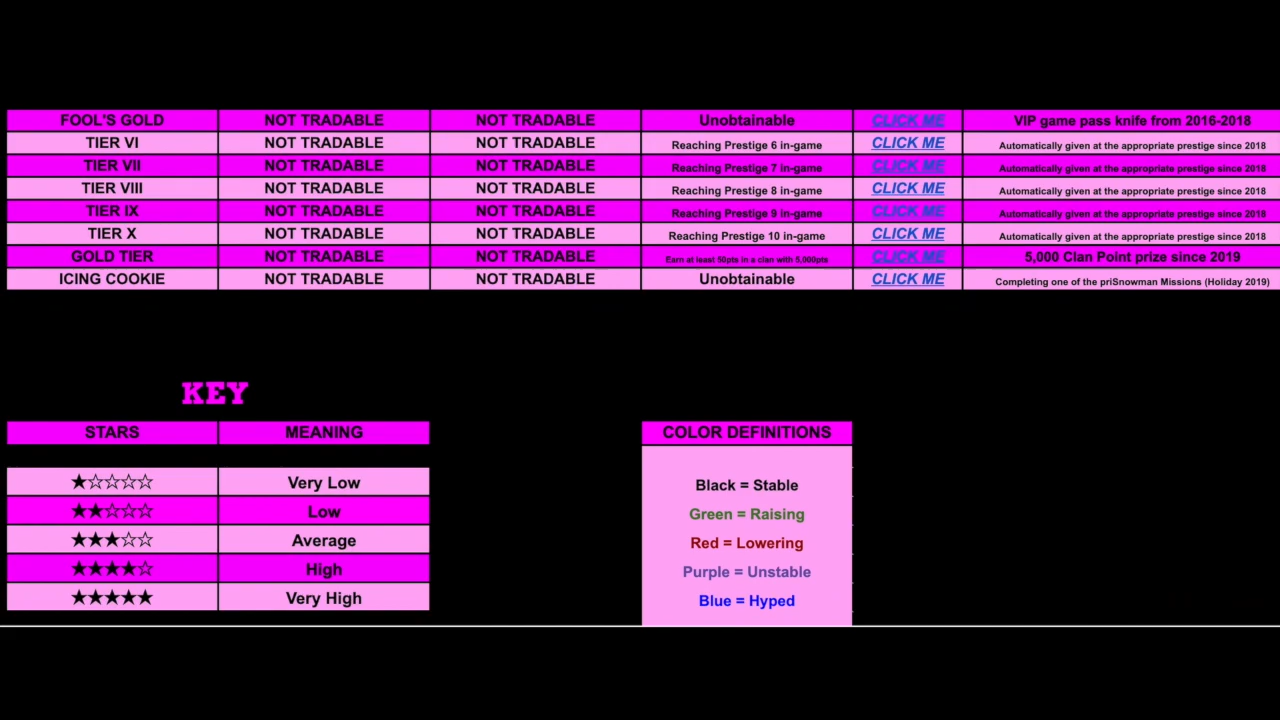 FOOL'S GOLD NOT TRADABLE NOT TRADABLE Unobtainable CLICK ME VIP game pass knife from 2016-2018
TIER VI NOT TRADABLE NOT TRADABLE Reaching Prestige 6 in-game CLICK ME Automatically given at the appropriate prestige since 2018
TIER VII NOT TRADABLE NOT TRADABLE Reaching Prestige 7 in-game CLICK ME Automatically given at the appropriate prestige since 2018
TIER VIII NOT TRADABLE NOT TRADABLE Reaching Prestige 8 in-game CLICK ME Automatically given at the appropriate prestige since 2018
TIER IX NOT TRADABLE NOT TRADABLE Reaching Prestige 9 in-game CLICK ME Automatically given at the appropriate prestige since 2018
TIER X NOT TRADABLE NOT TRADABLE Reaching Prestige 10 in-game CLICK ME Automatically given at the appropriate prestige since 2018
GOLD TIER NOT TRADABLE NOT TRADABLE Earn at least 50pts in a clan with 5,000pts CLICK ME 5,000 Clan Point prize since 2019
ICING COOKIE NOT TRADABLE NOT TRADABLE Unobtainable CLICK ME Completing one of the priSnowman Missions (Holiday 2019)
KEY
STARS MEANING
★☆☆☆☆ Very Low
★★☆☆☆ Low
★★★☆☆ Average
★★★★☆ High
★★★★★ Very High
COLOR DEFINITIONS
Black = Stable
Green = Raising
Red = Lowering
Purple = Unstable
Blue = Hyped